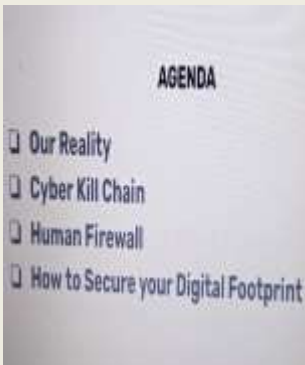 AGENDA
❑ Our Reality
❑ Cyber Kill Chain
❑ Human Firewall
❑ How to Secure your Digital Footprint